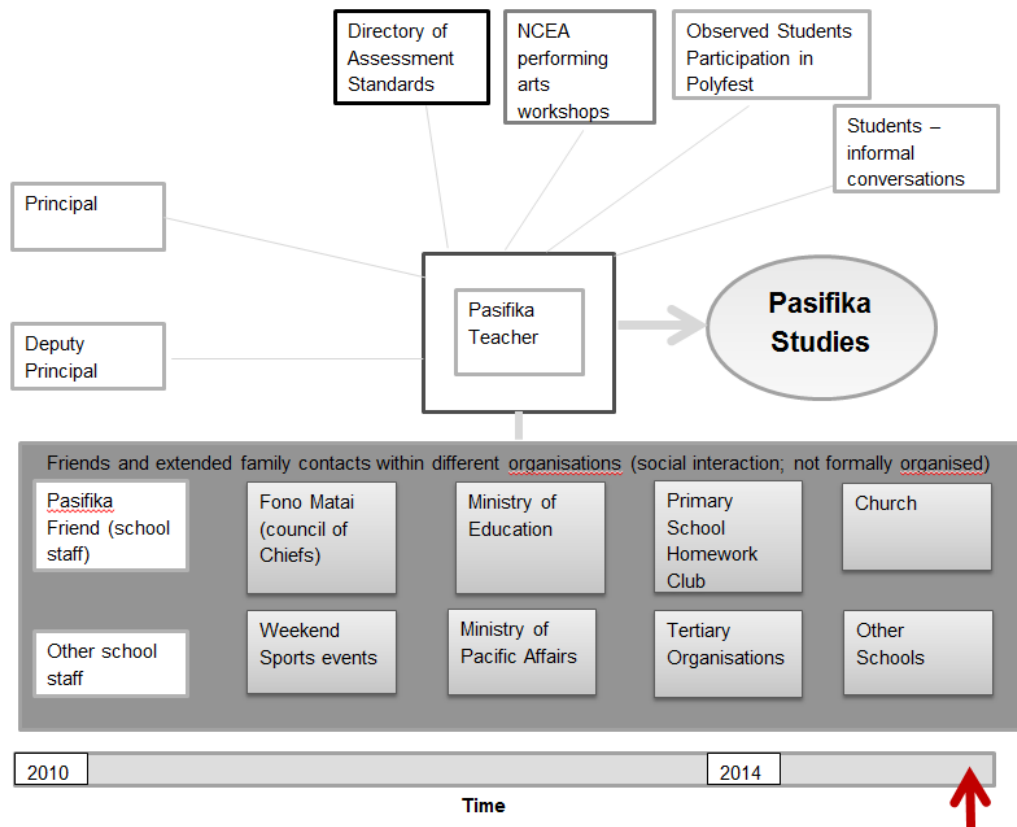 Directory of
Assessment
Standards
NCEA
performing
arts
workshops
Observed Students
Participation in
Polyfest
Students –
informal
conversations
Principal
Deputy
Principal
Pasifika
Teacher
Pasifika
Studies
Friends and extended family contacts within different organisations (social interaction; not formally organised)
Pasifika
Friend (school
staff)
Fono Matai
(council of
Chiefs)
Ministry of
Education
Primary
School
Homework
Club
Church
Other school
staff
Weekend
Sports events
Ministry of
Pacific Affairs
Tertiary
Organisations
Other
Schools
2010
2014
Time